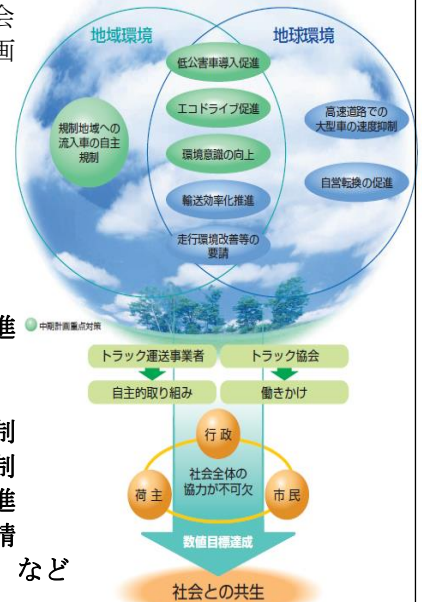 会
画
地域環境
地球環境
低公害車導入促進
エコドライブ促進
環境意識の向上
輸送効率化推進
走行環境改善等の
要請
規制地域への
流入車の自主
規制
高速道路での
大型車の速度抑制
自営転換の促進
進
中期計画重点対策
制
制
進
請
など
トラック運送事業者
トラック協会
自主的取り組み
働きかけ
行政
荷主
市民
社会全体の
協力が不可欠
数値目標達成
社会との共生